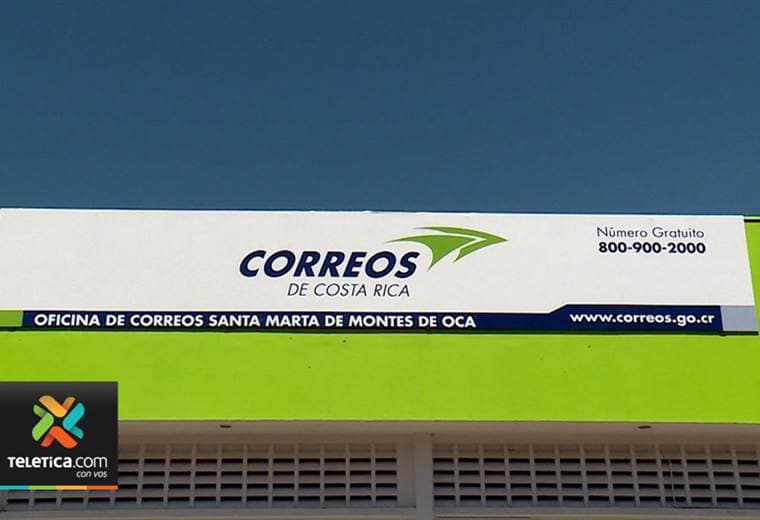 CORREOS
DE COSTA RICA
Número Gratuito
800-900-2000
OFICINA DE CORREOS SANTA MARTA DE MONTES DE OCA
www.correos.go.cr
TELETICA.com
con vos